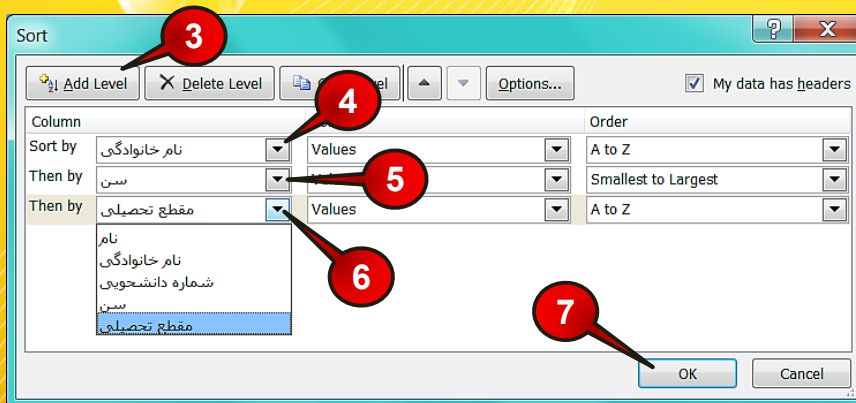 Sort
3
Add Level
Delete Level
Options...
My data has headers
4
Column
Order
Sort by
نام خانوادگی
Values
A to Z
Then by
سن
5
Smallest to Largest
Then by
مقطع تحصیلی
Values
A to Z
نام
نام خانوادگی
شماره دانشجویی
سن
مقطع تحصیلی
6
7
OK
Cancel